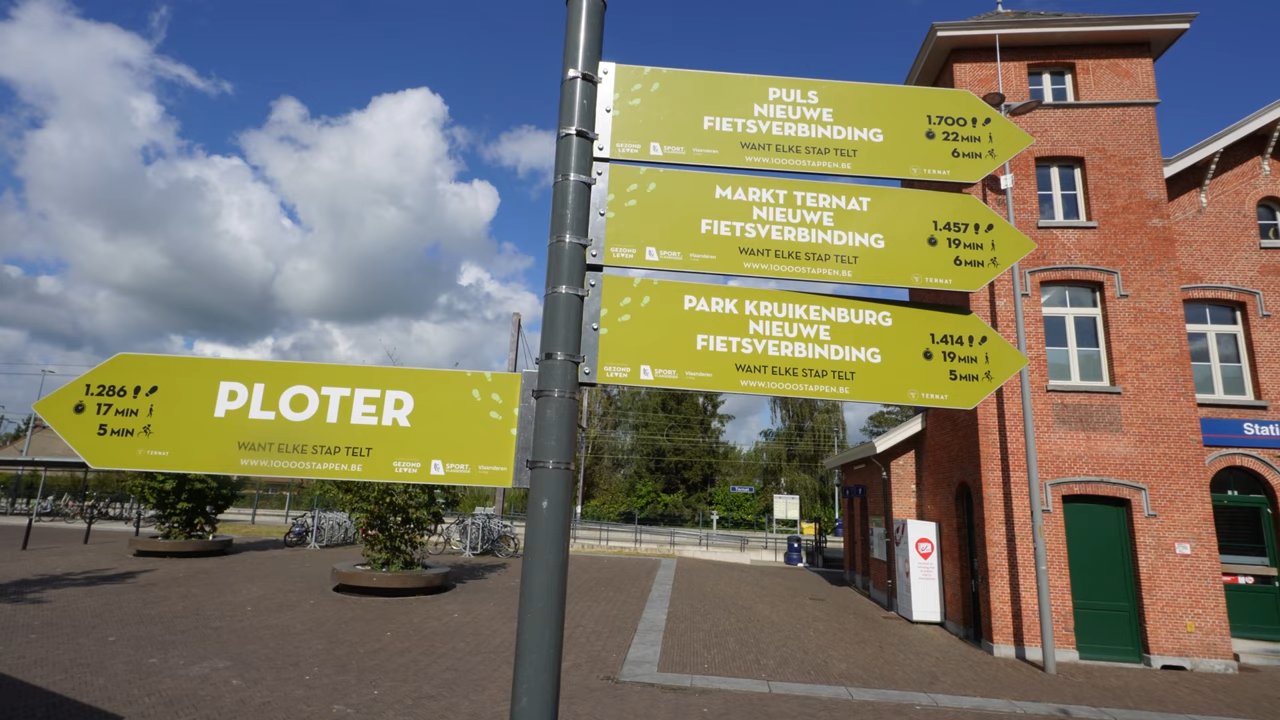 PULS
NIEUWE
FIETSVERBINDING
WANT ELKE STAP TELT
WWW.10000STAPPEN.BE
1.700
22 MIN
6 MIN
GEZOND LEVEN
SPORT.
Vlaanderen
TERNAT
MARKT TERNAT
NIEUWE
FIETSVERBINDING
WANT ELKE STAP TELT
WWW.10000STAPPEN.BE
1.457
19 MIN
6 MIN
GEZOND LEVEN
SPORT.
Vlaanderen
TERNAT
PARK KRUIKENBURG
NIEUWE
FIETSVERBINDING
WANT ELKE STAP TELT
WWW.10000STAPPEN.BE
1.414
19 MIN
5 MIN
GEZOND
LEVEN
SPORT.
Vlaanderen
TERNAT
1.286
17 MIN
5 MIN
PLOTER
WANT ELKE STAP TELT
WWW.10000STAPPEN.BE
TERNAT
GEZOND
LEVEN
SPORT.
Vlaanderen
Ternat
Stati